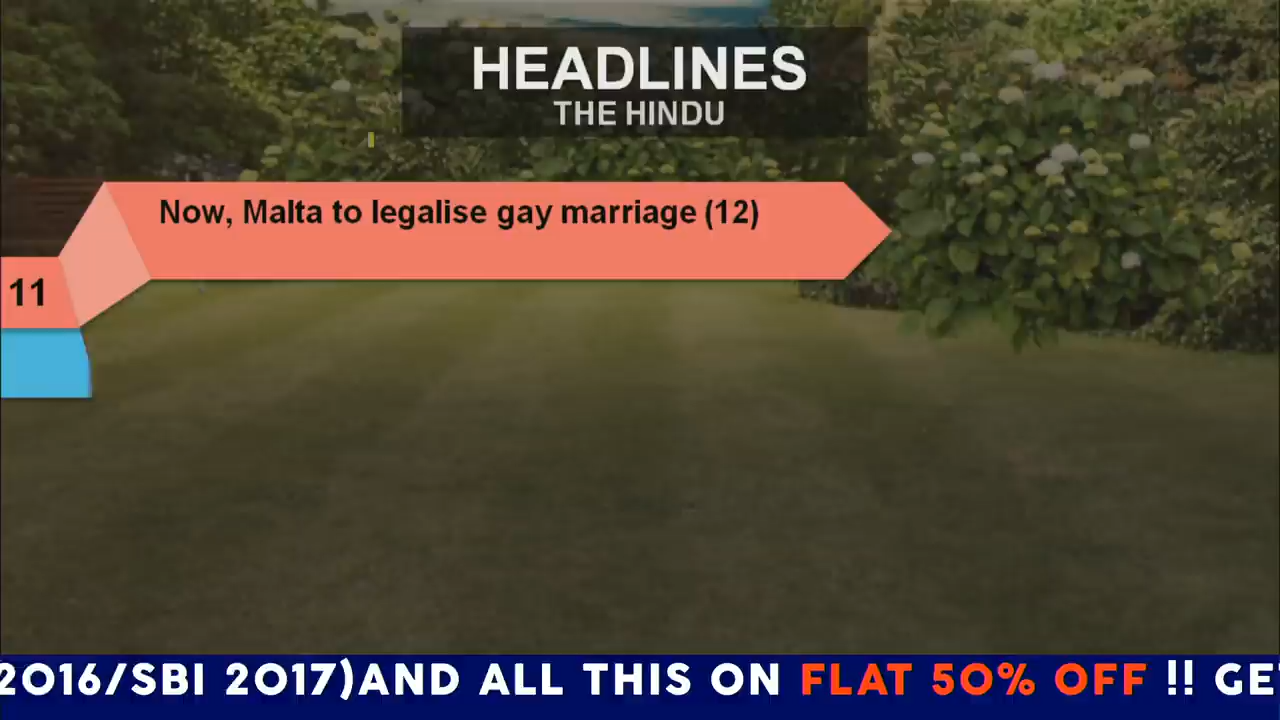 HEADLINES
THE HINDU
Now, Malta to legalise gay marriage (12)
11
2016/SBI 2017)AND ALL THIS ON FLAT 50% OFF !! GE